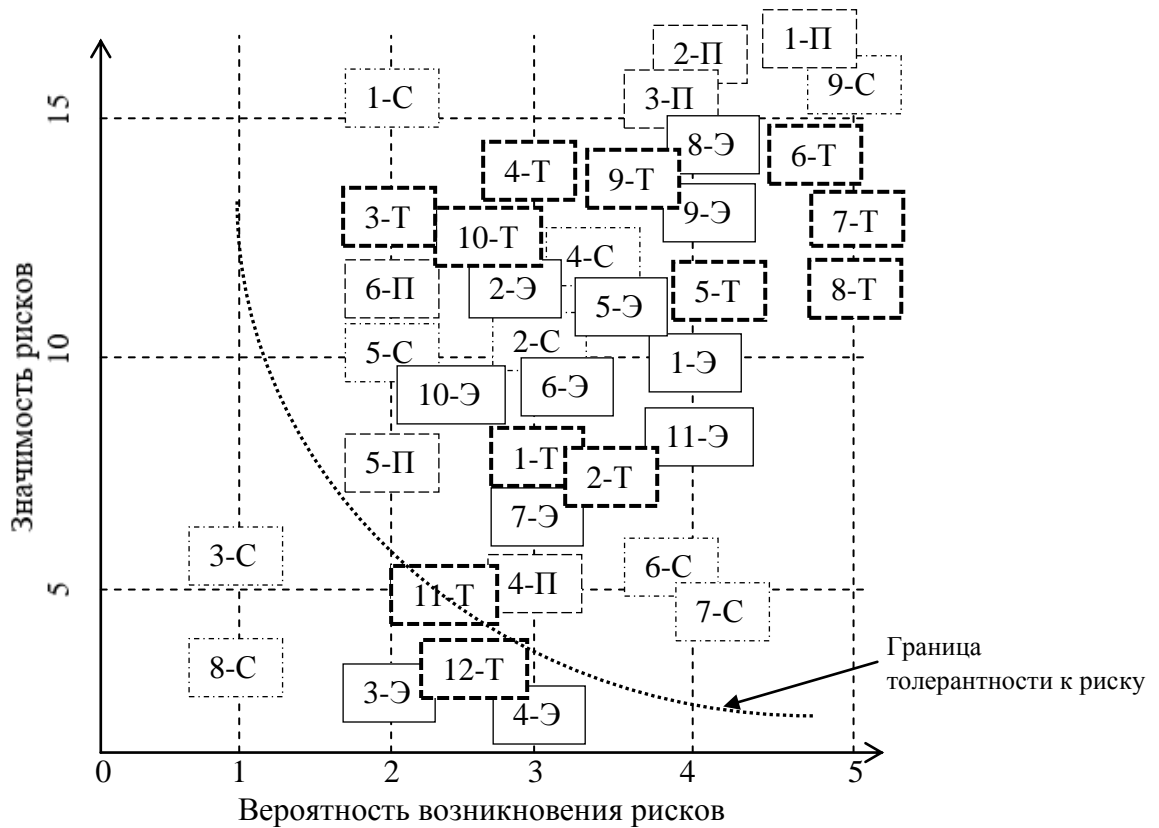 1-П
2-П
9-С
1-С
3-П
15
8-Э
6-Т
4-Т
9-Т
3-Т
9-Э
7-Т
10-Т
4-С
6-П
2-Э
5-Э
5-Т
8-Т
2-С
5-С
10
1-Э
6-Э
10-Э
11-Э
5-П
1-Т
2-Т
7-Э
3-С
6-С
5
11-Т
4-П
7-С
8-С
12-Т
3-Э
4-Э
Граница
толерантности к риску
Значимость рисков
0 1 2 3 4 5
Вероятность возникновения рисков